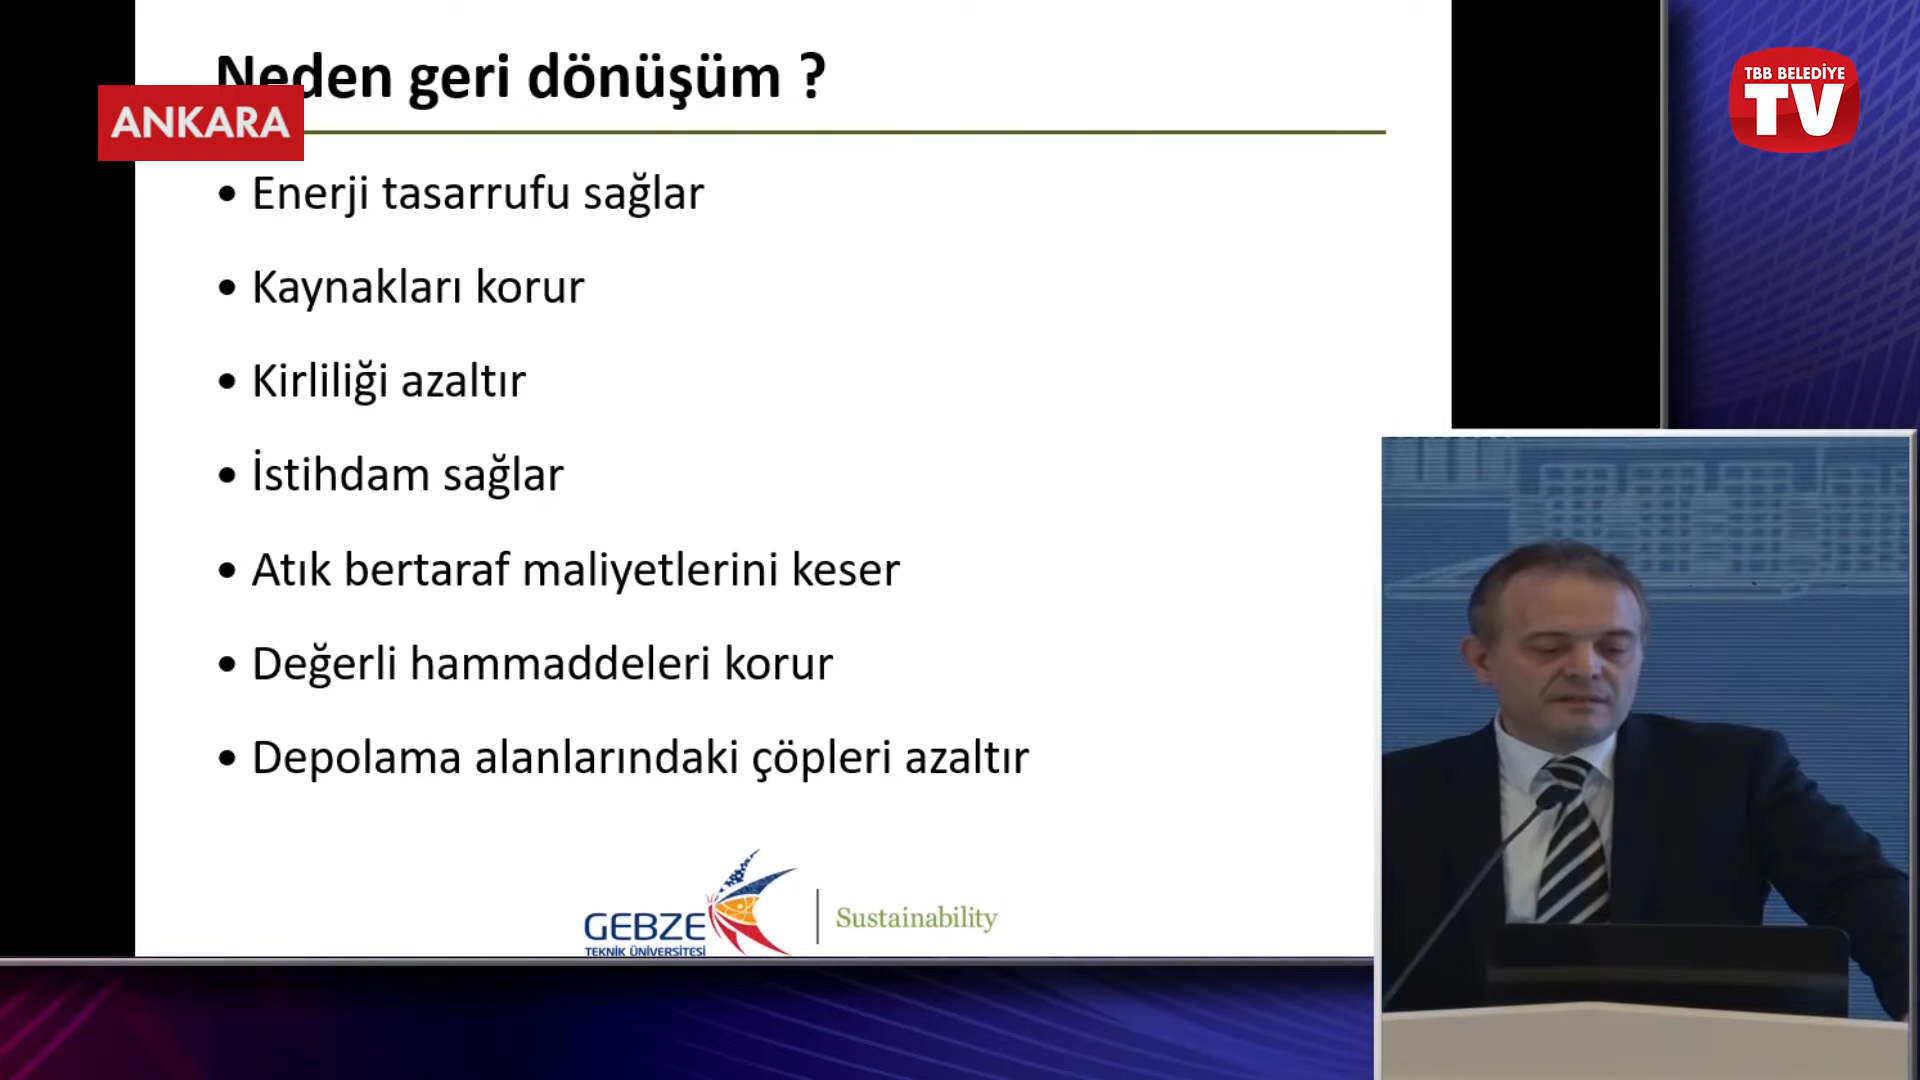 Neden geri dönüşüm ?
ANKARA
TBB BELEDİYE
TV
• Enerji tasarrufu sağlar
• Kaynakları korur
• Kirliliği azaltır
• İstihdam sağlar
• Atık bertaraf maliyetlerini keser
• Değerli hammaddeleri korur
• Depolama alanlarındaki çöpleri azaltır
GEBZE
TEKNİK ÜNİVERSİTESİ
Sustainability